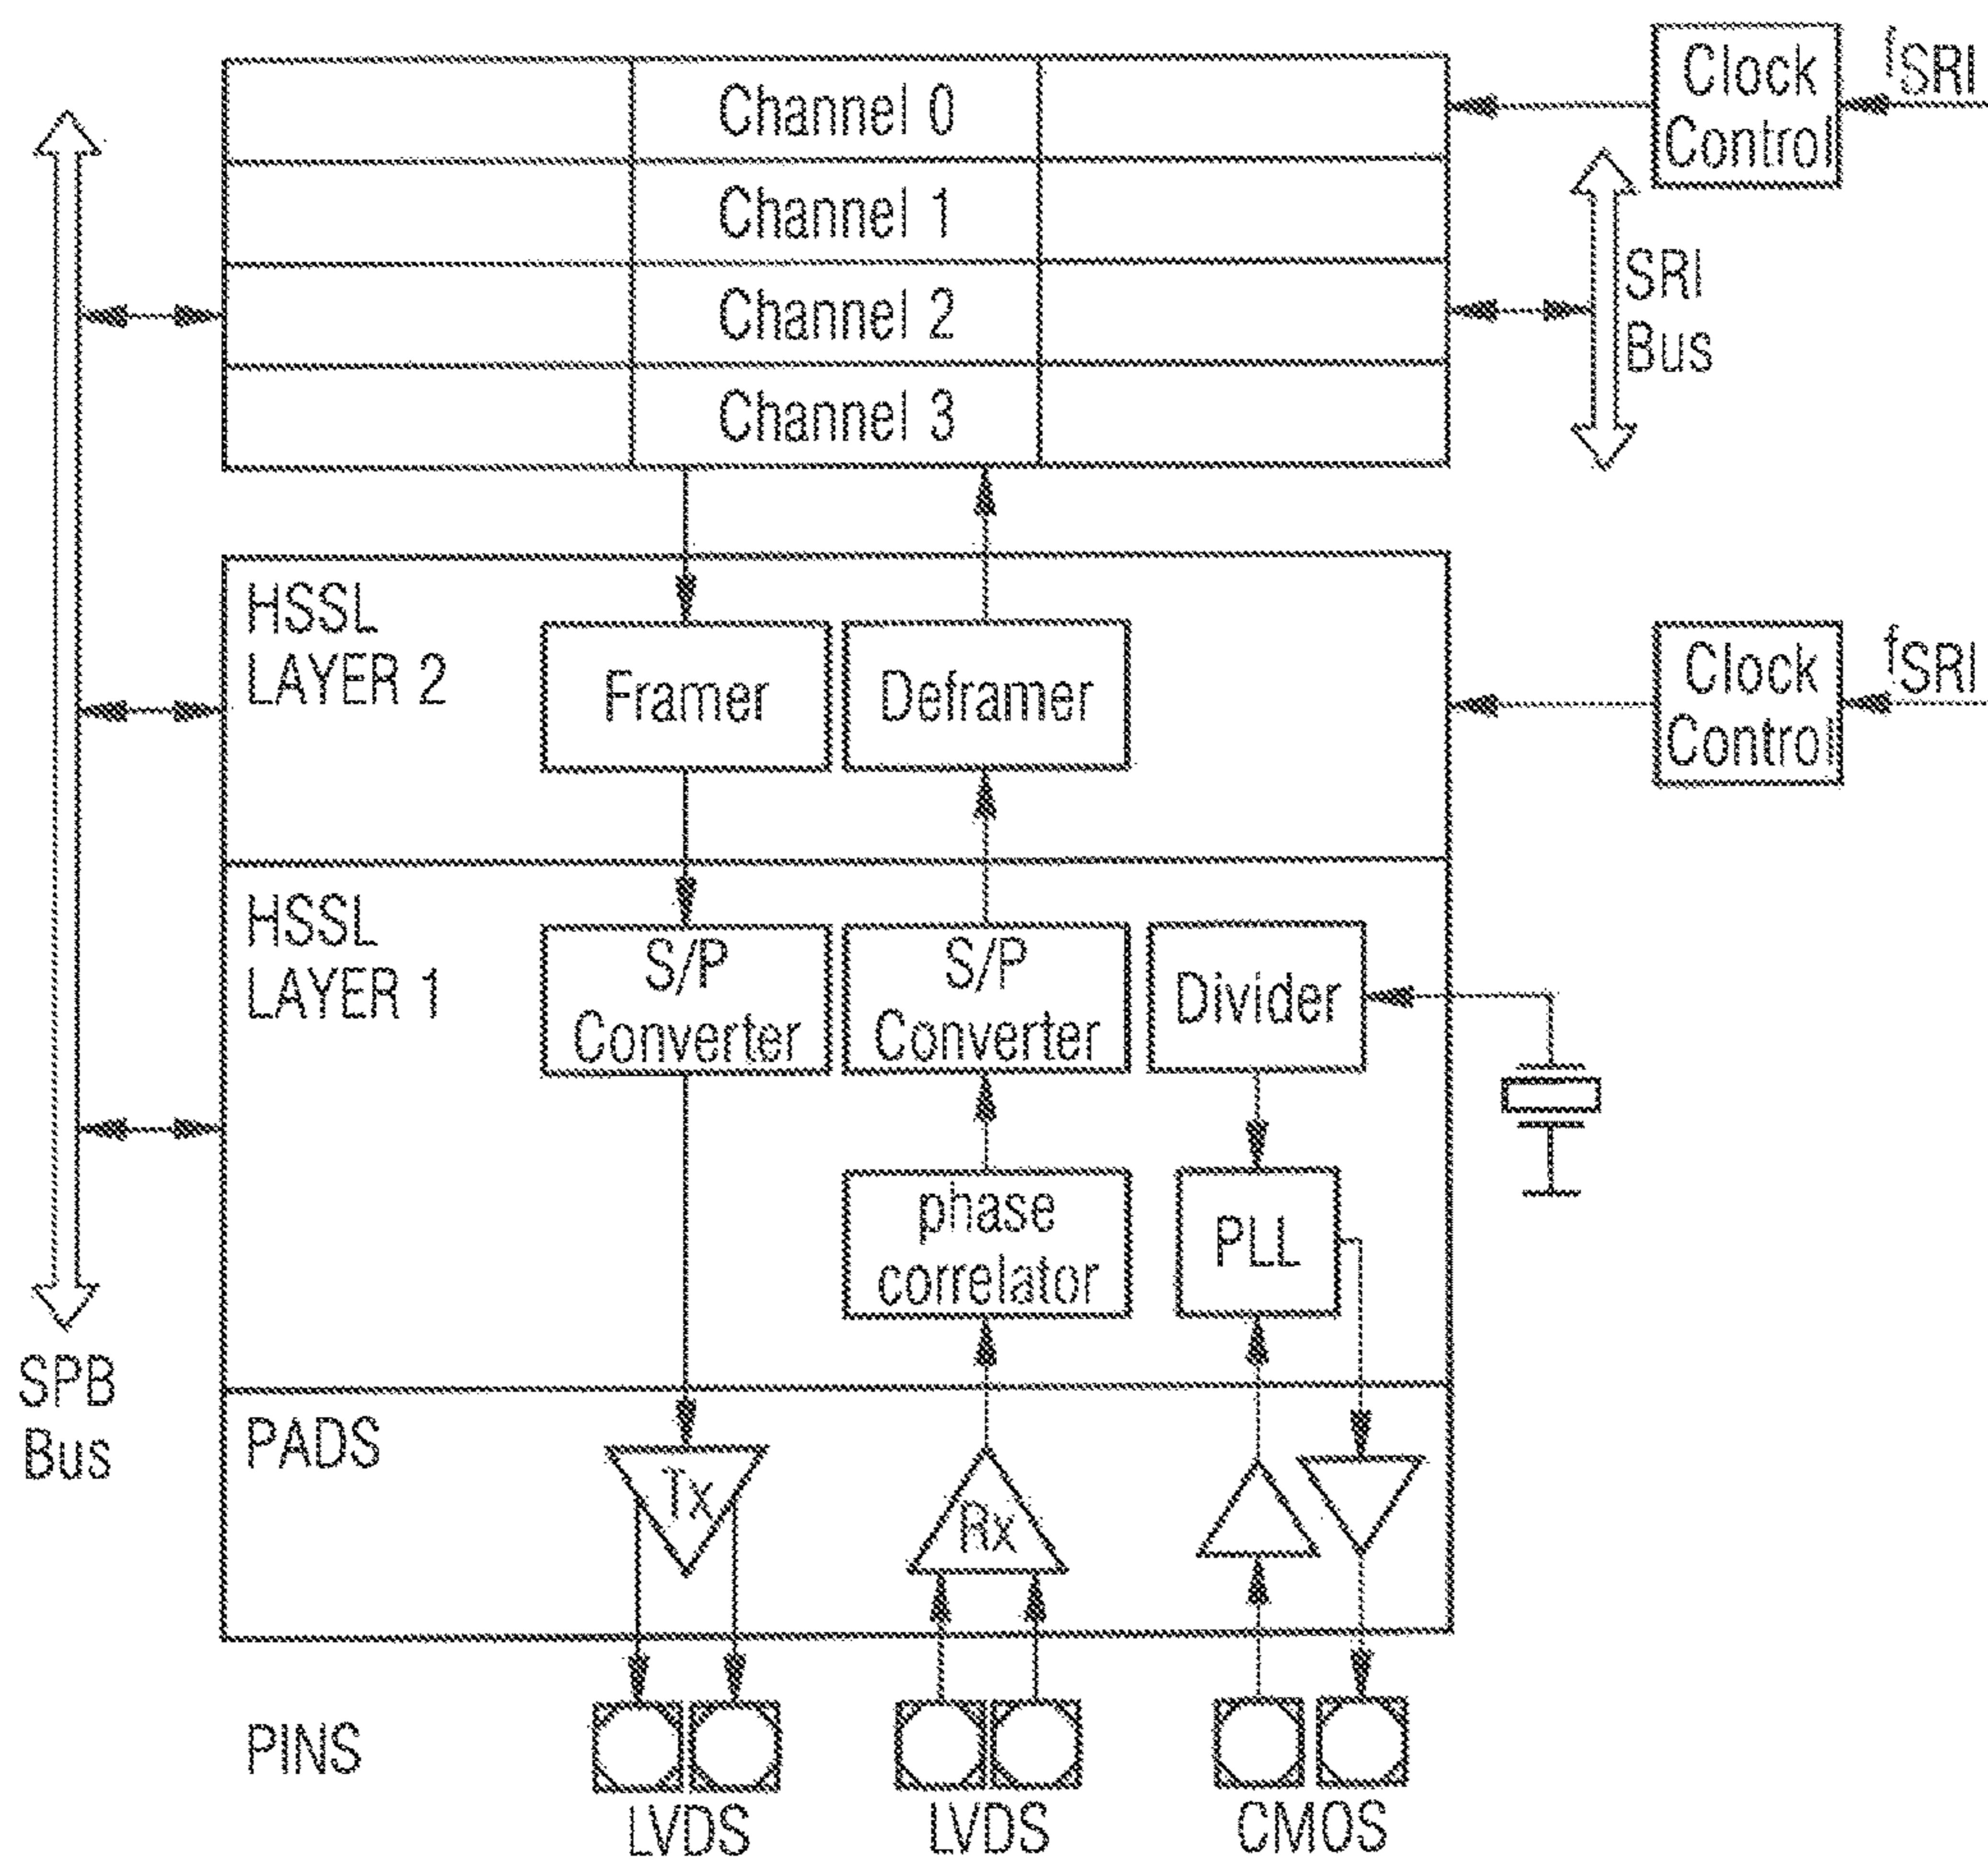 Channel 0
Channel 1
Channel 2
Channel 3
Clock
Control
fSRI
SRI
Bus
HSSL
LAYER 2
Framer
Deframer
Clock
Control
fSRI
HSSL
LAYER 1
S/P
Converter
S/P
Converter
Divider
phase
correlator
PLL
SPB
Bus
PADS
Tx
Rx
PINS
LVDS
LVDS
CMOS